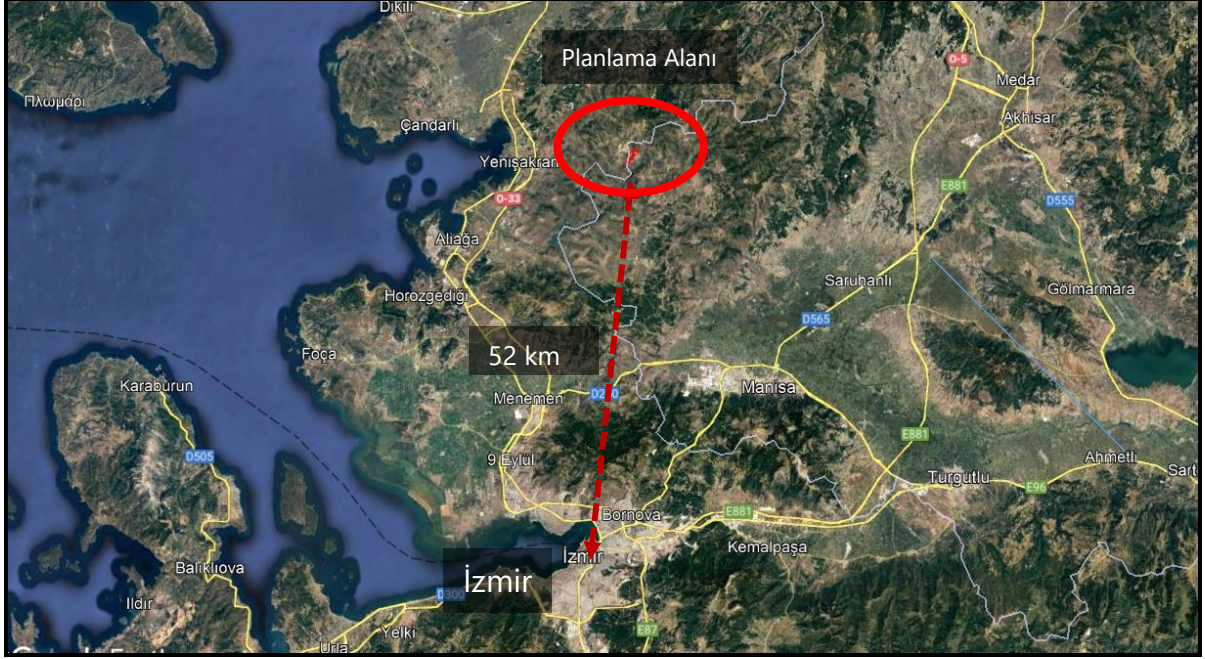 Dikili
Planlama Alanı
O-5
Medar
Πλωμάρι
Çandarli
Akhisar
Yenişakran
E881
O-33
D555
Aliağa
Saruhanlı
Gölmarmara
Horozgediği
D565
Foça
52 km
Karaburun
Manisa
Menemen
E881
D505
9 Eylül
Ahmetli
Turgutlu
Sart
E96
Bornova
E881
Kemalpaşa
İzmir
Balıklıova
İzmir
D300
Ildır
Yelki
E87
Urla